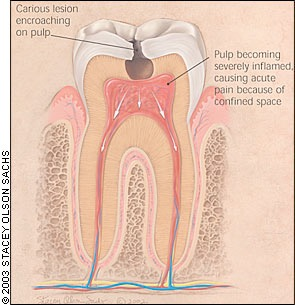 Carious lesion
encroaching
on pulp
Pulp becoming
severely inflamed,
causing acute
pain because of
confined space
© 2003 STACEY OLSON SACHS